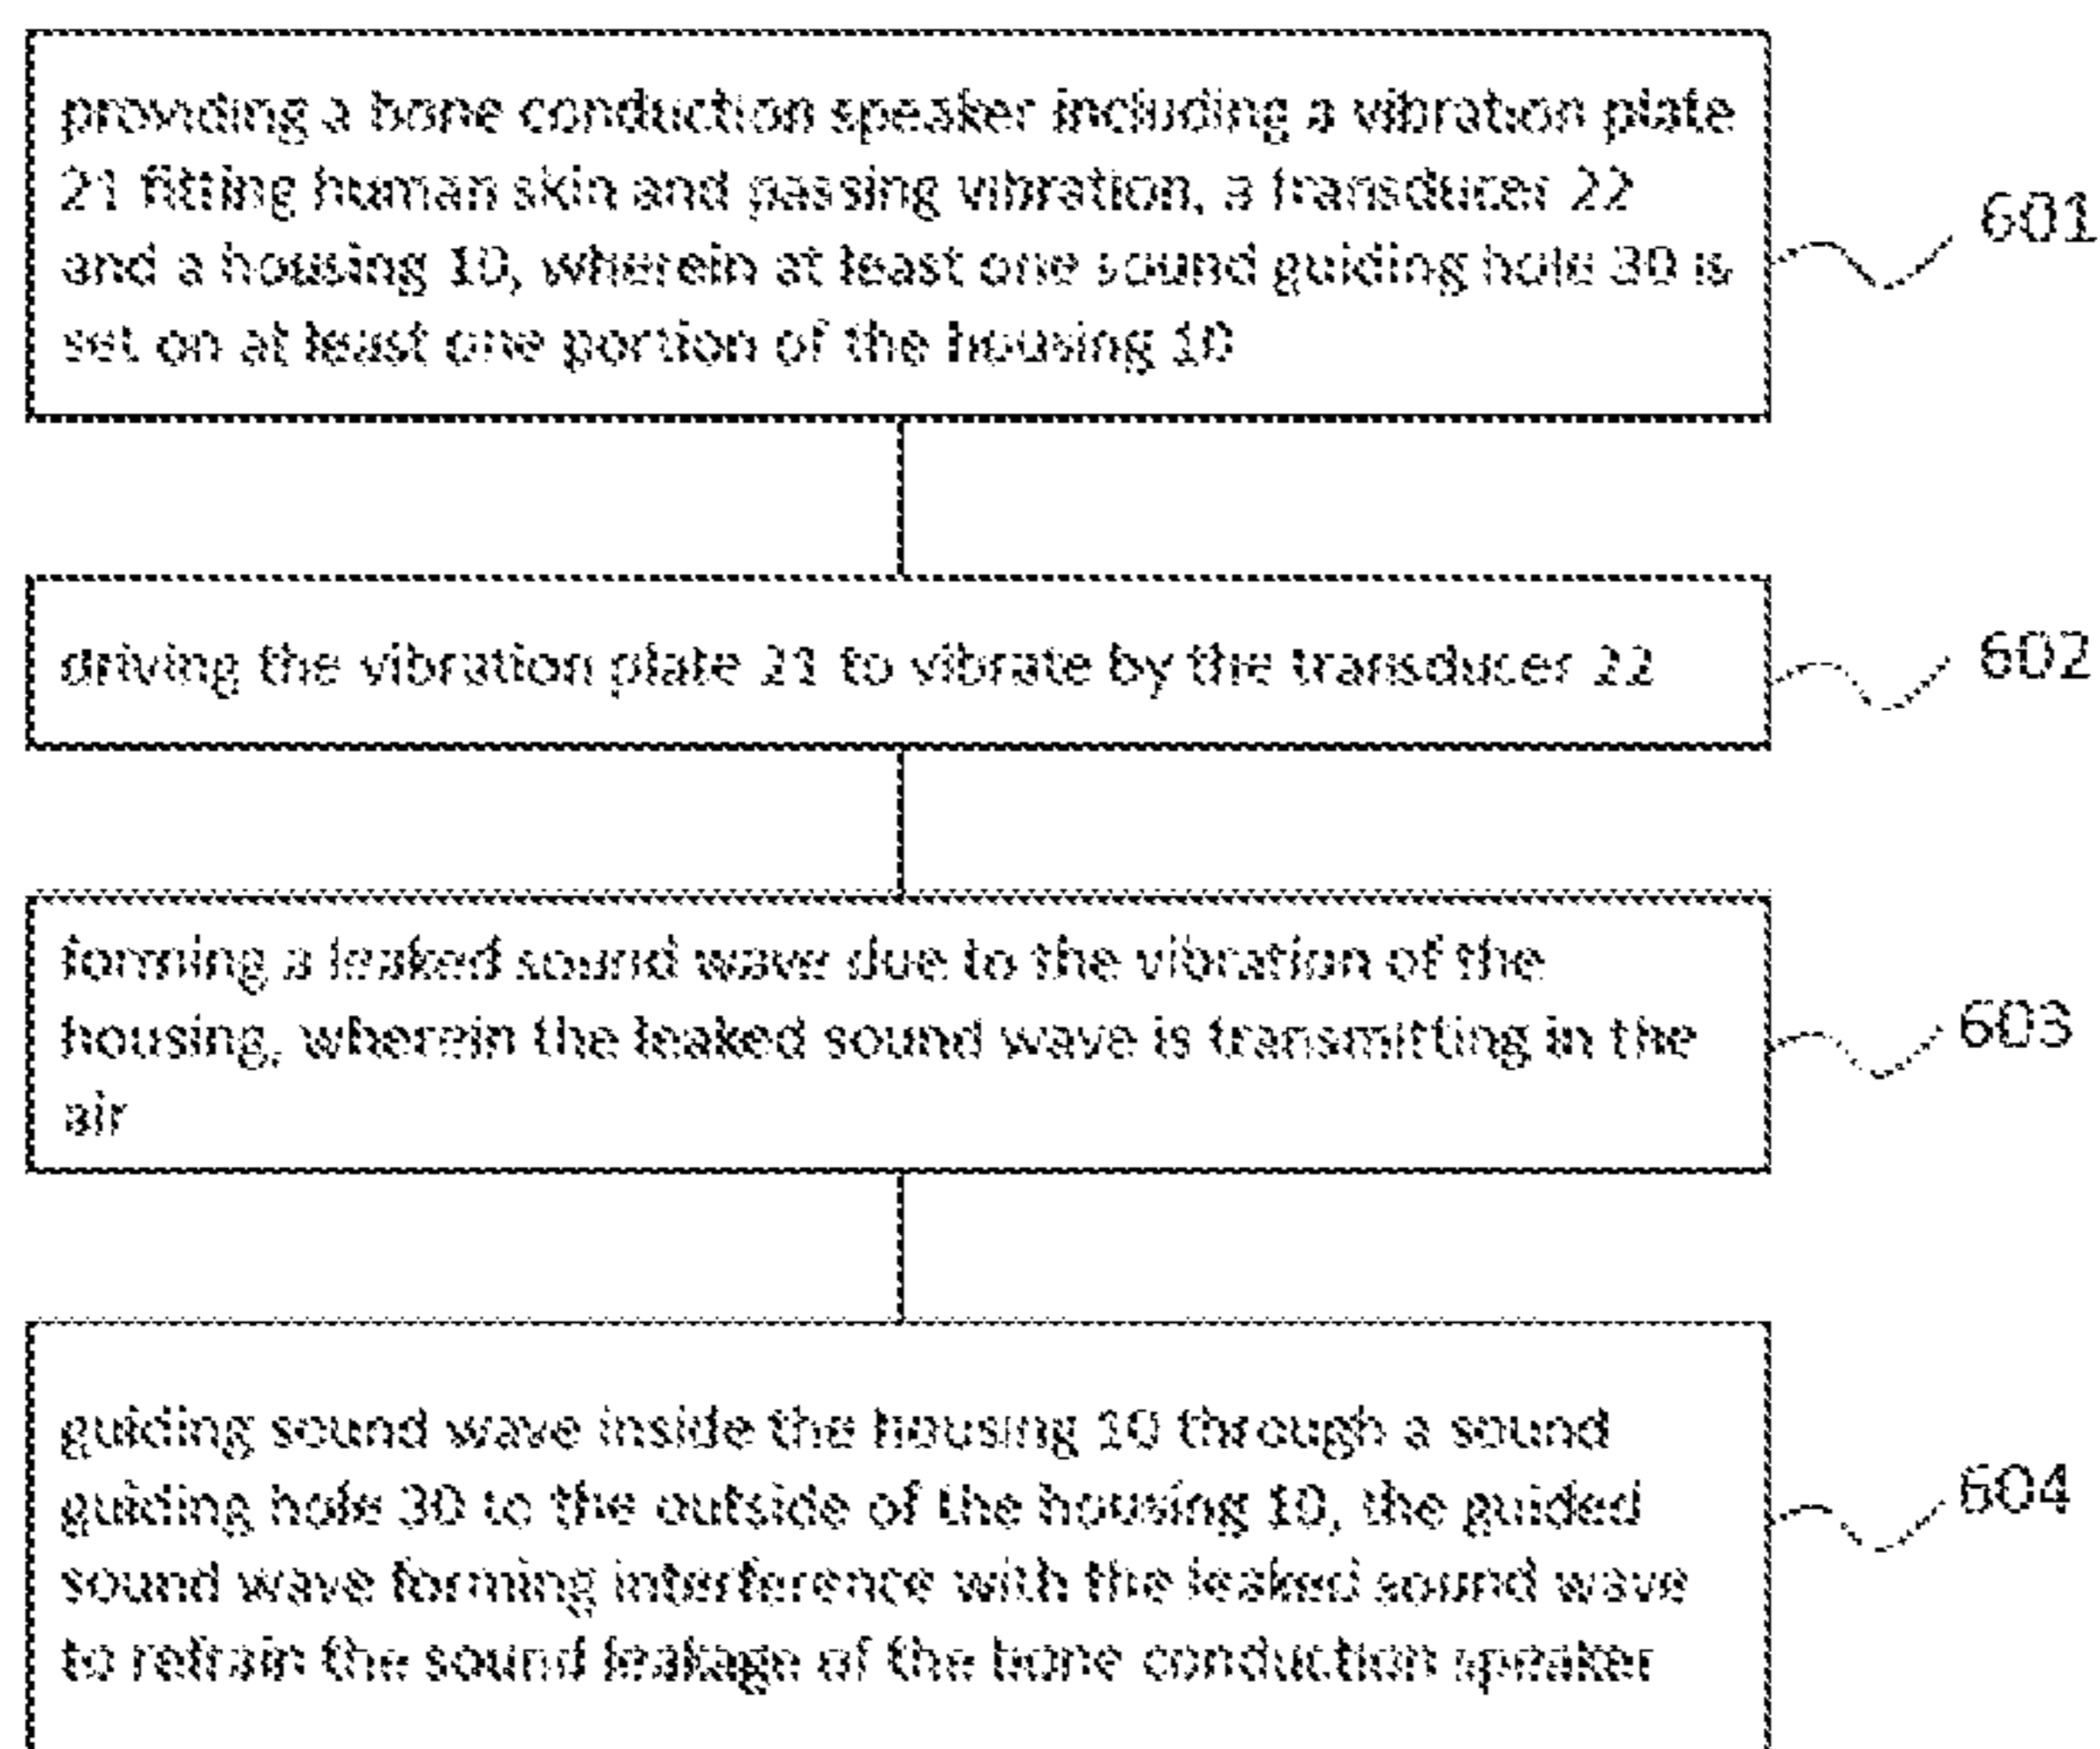 providing a bone conduction speaker including a vibration plate
21 fitting human skin and passing vibration, a transducer 22
and a housing 10, wherein at least one sound guiding hole 30 is
set on at least one portion of the housing 10
601
driving the vibration plate 21 to vibrate by the transducer 22
602
forming a leaked sound wave due to the vibration of the
housing, wherein the leaked sound wave is transmitting in the
air
603
guiding sound wave inside the housing 10 through a sound
guiding hole 30 to the outside of the housing 10, the guided
sound wave forming interference with the leaked sound wave
to refrain the sound leakage of the bone conduction speaker
604